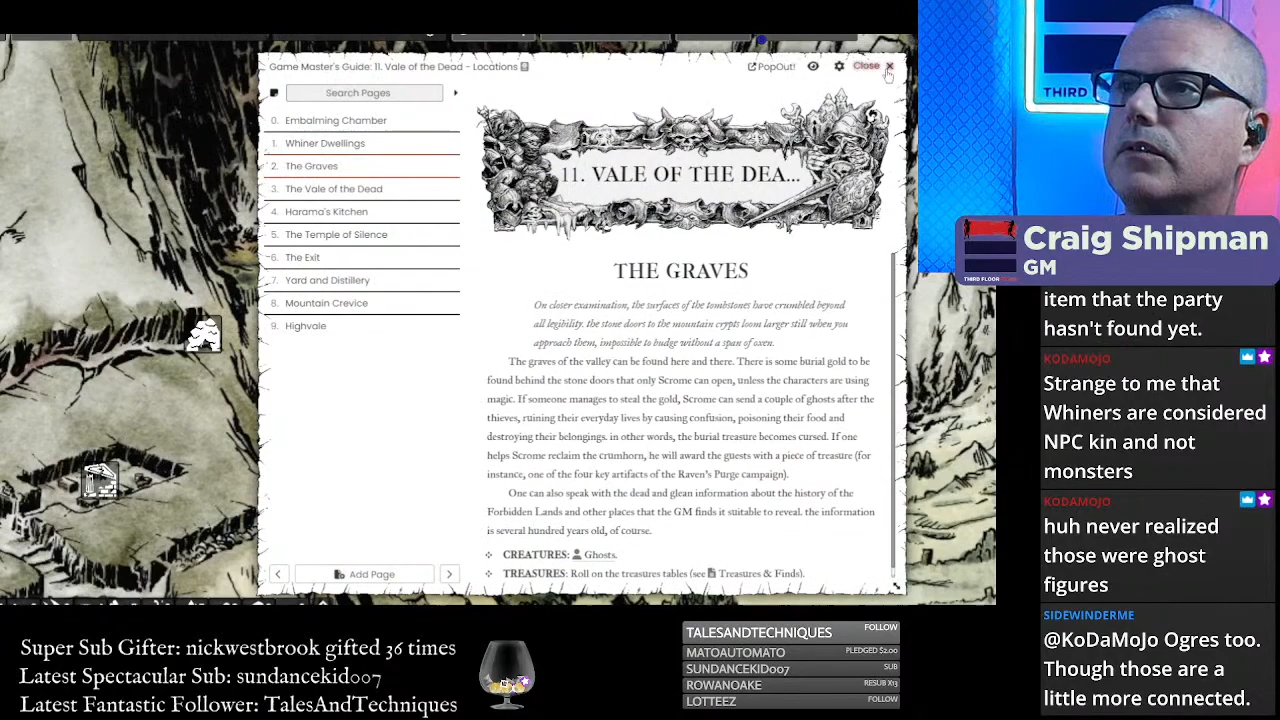 Game Master's Guide: 11. Vale of the Dead - Locations
PopOut!
Close
Search Pages
0. Embalming Chamber
1. Whiner Dwellings
2. The Graves
3. The Vale of the Dead
4. Harama's Kitchen
5. The Temple of Silence
6. The Exit
7. Yard and Distillery
8. Mountain Crevice
9. Highvale
Add Page
11. VALE OF THE DEA...
THE GRAVES
On closer examination, the surfaces of the tombstones have crumbled beyond
all legibility. the stone doors to the mountain crypts loom larger still when you
approach them, impossible to budge without a span of oxen.
The graves of the valley can be found here and there. There is some burial gold to be
found behind the stone doors that only Scrome can open, unless the characters are using
magic. If someone manages to steal the gold, Scrome can send a couple of ghosts after the
thieves, ruining their everyday lives by causing confusion, poisoning their food and
destroying their belongings. in other words, the burial treasure becomes cursed. If one
helps Scrome reclaim the crumhorn, he will award the guests with a piece of treasure (for
instance, one of the four key artifacts of the Raven's Purge campaign).
One can also speak with the dead and glean information about the history of the
Forbidden Lands and other places that the GM finds it suitable to reveal. the information
is several hundred years old, of course.
CREATURES: Ghosts.
TREASURES: Roll on the treasures tables (see Treasures & Finds).
THIRD
Craig Shipman
GM
THIRD FLOOR
item that the party
hasn't found yet.
KODAMOJO
Strange to me that
Whiners are considered
NPC kin and not
monsters
KODAMOJO
huh never realized
those were ghost
figures
SIDEWINDERME
@KoDaMoJo Ogres too.
Though those are a
little more connected.
Super Sub Gifter: nickwestbrook gifted 36 times
Latest Spectacular Sub: sundancekid007
Latest Fantastic Follower: TalesAndTechniques
TALESANDTECHNIQUES FOLLOW
MATOAUTOMATO PLEDGED $2.00
SUNDANCEKID007 SUB
ROWANOAKE RESUB X13
LOTTEEZ FOLLOW